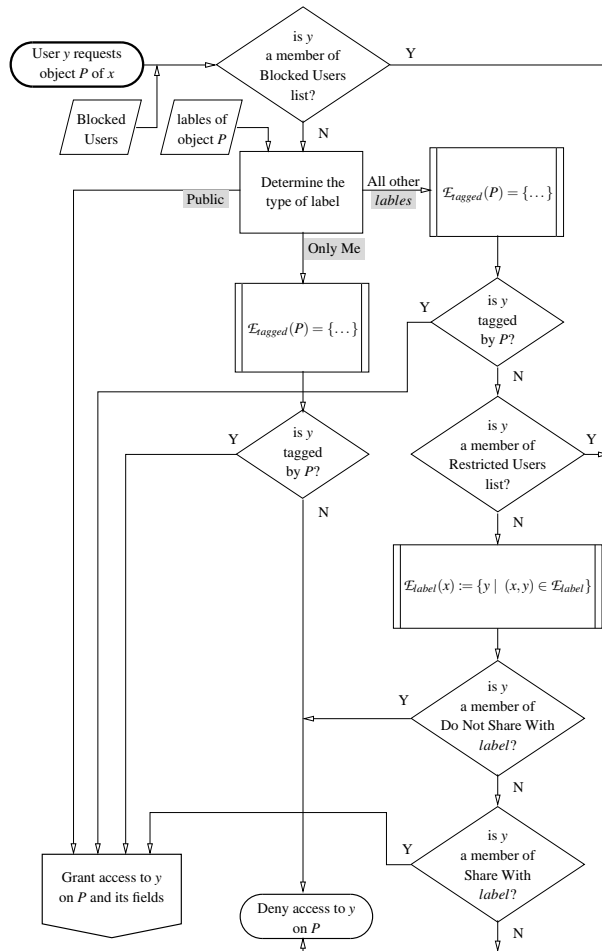 is y
a member of
Blocked Users
list?
Y
User y requests
object P of x
Blocked
Users
lables of
object P
N
Determine the
type of label
Public
All other
lables
Only Me
ℰtagged(P) = {…}
ℰtagged(P) = {…}
is y
tagged
by P?
Y
N
is y
tagged
by P?
Y
N
is y
a member of
Restricted Users
list?
Y
N
ℰlabel(x) := {y | (x,y) ∈ ℰlabel}
is y
a member of
Do Not Share With
label?
Y
N
is y
a member of
Share With
label?
Y
N
Grant access to y
on P and its fields
Deny access to y
on P